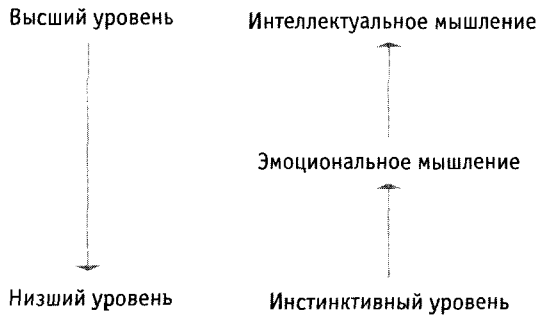 Высший уровень
Интеллектуальное мышление
Эмоциональное мышление
Низший уровень
Инстинктивный уровень